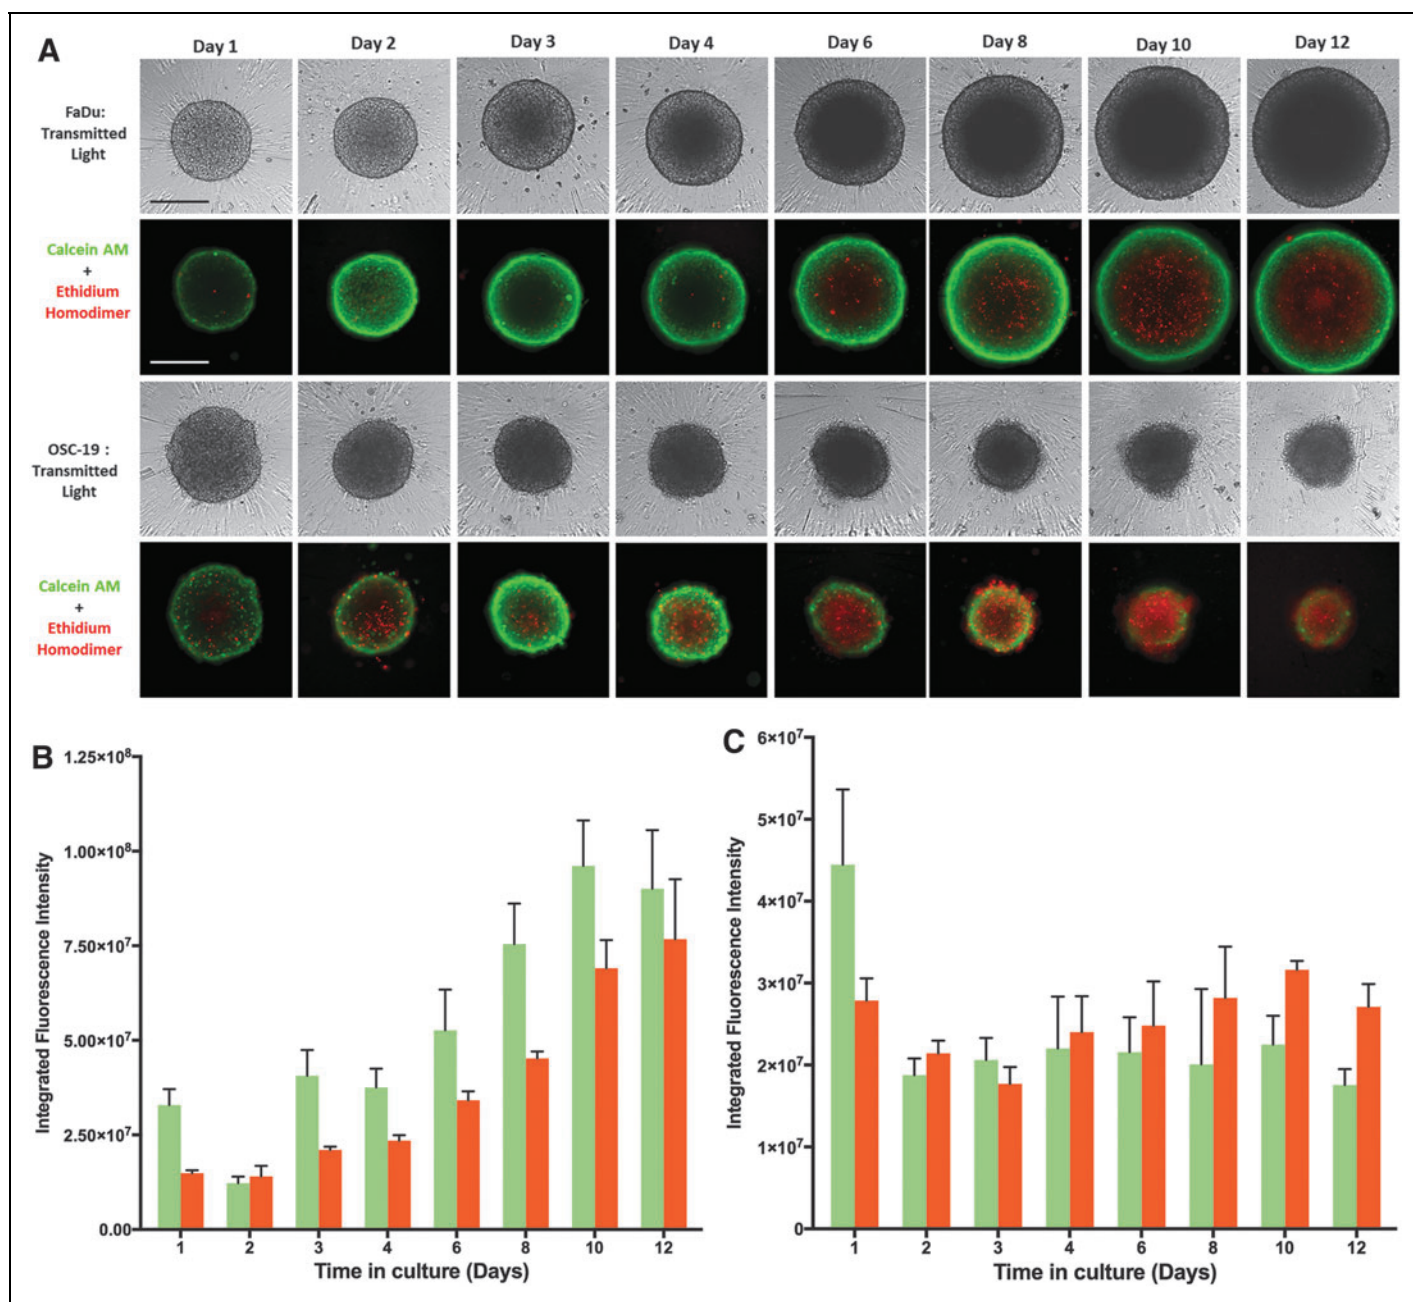 A
Day 1 Day 2 Day 3 Day 4 Day 6 Day 8 Day 10 Day 12
FaDu:
Transmitted
Light
Calcein AM
+
Ethidium
Homodimer
OSC-19 :
Transmitted
Light
Calcein AM
+
Ethidium
Homodimer
B
Integrated Fluorescence Intensity
1.25×10⁸
1.00×10⁸
7.50×10⁷
5.00×10⁷
2.50×10⁷
0.00
1 2 3 4 6 8 10 12
Time in culture (Days)
C
Integrated Fluorescence Intensity
6×10⁷
5×10⁷
4×10⁷
3×10⁷
2×10⁷
1×10⁷
0
1 2 3 4 6 8 10 12
Time in culture (Days)